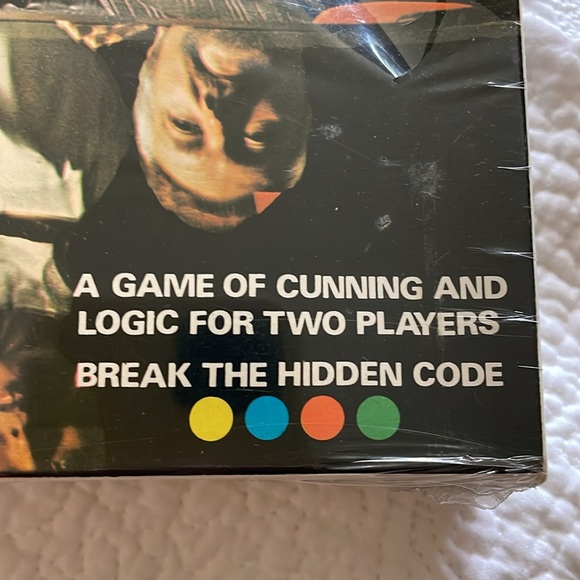 A GAME OF CUNNING AND
LOGIC FOR TWO PLAYERS
BREAK THE HIDDEN CODE